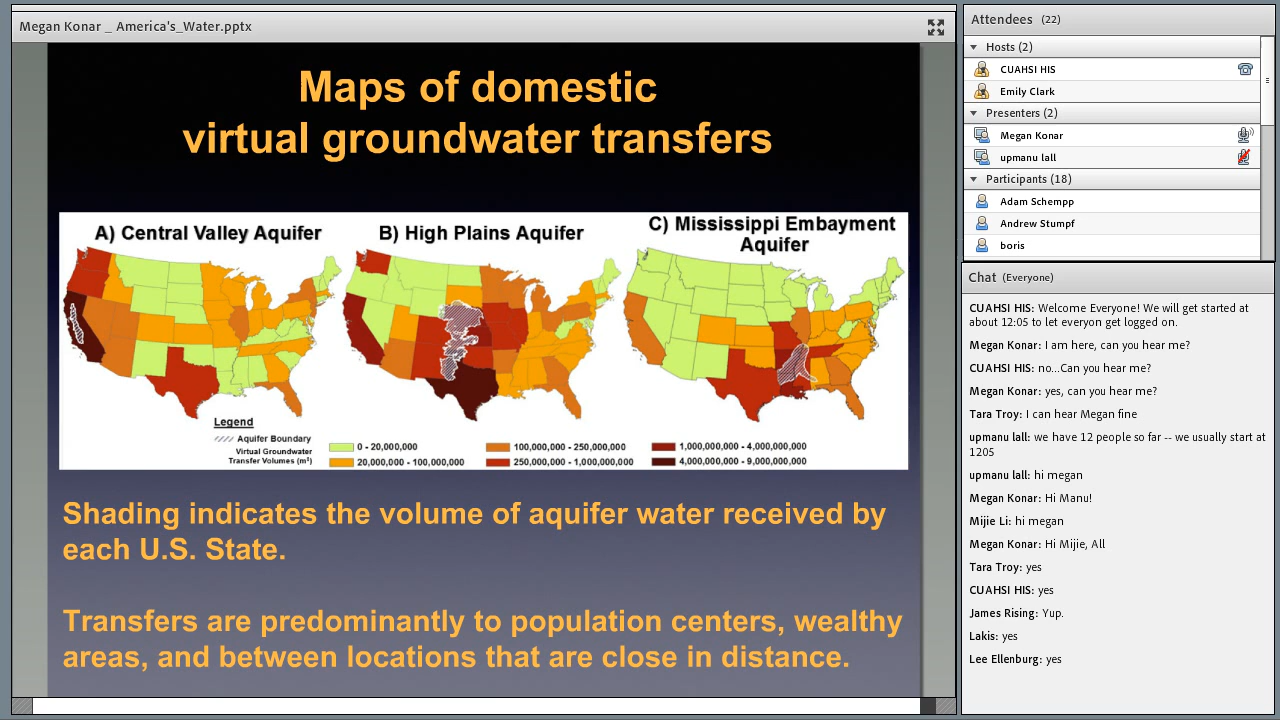 Megan Konar _ America's_Water.pptx
Maps of domestic
virtual groundwater transfers
A) Central Valley Aquifer
B) High Plains Aquifer
C) Mississippi Embayment
Aquifer
Legend
Aquifer Boundary
Virtual Groundwater
Transfer Volumes (m³)
0 - 20,000,000
20,000,000 - 100,000,000
100,000,000 - 250,000,000
250,000,000 - 1,000,000,000
1,000,000,000 - 4,000,000,000
4,000,000,000 - 9,000,000,000
Shading indicates the volume of aquifer water received by
each U.S. State.
Transfers are predominantly to population centers, wealthy
areas, and between locations that are close in distance.
Attendees (22)
Hosts (2)
CUAHSI HIS
Emily Clark
Presenters (2)
Megan Konar
upmanu lall
Participants (18)
Adam Schempp
Andrew Stumpf
boris
Chat (Everyone)
CUAHSI HIS: Welcome Everyone! We will get started at
about 12:05 to let everyon get logged on.
Megan Konar: I am here, can you hear me?
CUAHSI HIS: no...Can you hear me?
Megan Konar: yes, can you hear me?
Tara Troy: I can hear Megan fine
upmanu lall: we have 12 people so far -- we usually start at
1205
upmanu lall: hi megan
Megan Konar: Hi Manu!
Mijie Li: hi megan
Megan Konar: Hi Mijie, All
Tara Troy: yes
CUAHSI HIS: yes
James Rising: Yup.
Lakis: yes
Lee Ellenburg: yes